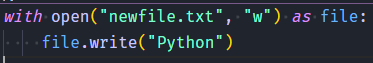 with open("newfile.txt", "w") as file:
    file.write("Python")